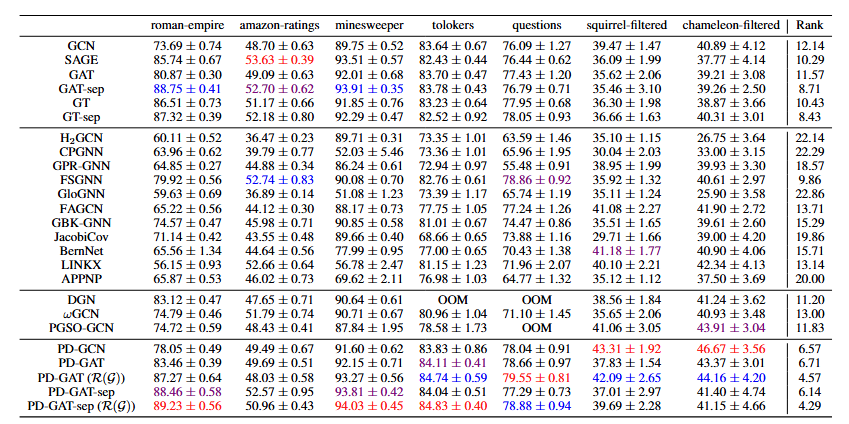 roman-empire amazon-ratings minesweeper tolokers questions squirrel-filtered chameleon-filtered Rank
GCN 73.69 ± 0.74 48.70 ± 0.63 89.75 ± 0.52 83.64 ± 0.67 76.09 ± 1.27 39.47 ± 1.47 40.89 ± 4.12 12.14
SAGE 85.74 ± 0.67 53.63 ± 0.39 93.51 ± 0.57 82.43 ± 0.44 76.44 ± 0.62 36.09 ± 1.99 37.77 ± 4.14 10.29
GAT 80.87 ± 0.30 49.09 ± 0.63 92.01 ± 0.68 83.70 ± 0.47 77.43 ± 1.20 35.62 ± 2.06 39.21 ± 3.08 11.57
GAT-sep 88.75 ± 0.41 52.70 ± 0.62 93.91 ± 0.35 83.78 ± 0.43 76.79 ± 0.71 35.46 ± 3.10 39.26 ± 2.50 8.71
GT 86.51 ± 0.73 51.17 ± 0.66 91.85 ± 0.76 83.23 ± 0.64 77.95 ± 0.68 36.30 ± 1.98 38.87 ± 3.66 10.43
GT-sep 87.32 ± 0.39 52.18 ± 0.80 92.29 ± 0.47 82.52 ± 0.92 78.05 ± 0.93 36.66 ± 1.63 40.31 ± 3.01 8.43
H₂GCN 60.11 ± 0.52 36.47 ± 0.23 89.71 ± 0.31 73.35 ± 1.01 63.59 ± 1.46 35.10 ± 1.15 26.75 ± 3.64 22.14
CPGNN 63.96 ± 0.62 39.79 ± 0.77 52.03 ± 5.46 73.36 ± 1.01 65.96 ± 1.95 30.04 ± 2.03 33.00 ± 3.15 22.29
GPR-GNN 64.85 ± 0.27 44.88 ± 0.34 86.24 ± 0.61 72.94 ± 0.97 55.48 ± 0.91 38.95 ± 1.99 39.93 ± 3.30 18.57
FSGNN 79.92 ± 0.56 52.74 ± 0.83 90.08 ± 0.70 82.76 ± 0.61 78.86 ± 0.92 35.92 ± 1.32 40.61 ± 2.97 9.86
GloGNN 59.63 ± 0.69 36.89 ± 0.14 51.08 ± 1.23 73.39 ± 1.17 65.74 ± 1.19 35.11 ± 1.24 25.90 ± 3.58 22.86
FAGCN 65.22 ± 0.56 44.12 ± 0.30 88.17 ± 0.73 77.75 ± 1.05 77.24 ± 1.26 41.08 ± 2.27 41.90 ± 2.72 13.71
GBK-GNN 74.57 ± 0.47 45.98 ± 0.71 90.85 ± 0.58 81.01 ± 0.67 74.47 ± 0.86 35.51 ± 1.65 39.61 ± 2.60 15.29
JacobiCov 71.14 ± 0.42 43.55 ± 0.48 89.66 ± 0.40 68.66 ± 0.65 73.88 ± 1.16 29.71 ± 1.66 39.00 ± 4.20 19.86
BernNet 65.56 ± 1.34 44.64 ± 0.56 77.99 ± 0.95 77.00 ± 0.65 70.43 ± 1.38 41.18 ± 1.77 40.90 ± 4.06 15.71
LINKX 56.15 ± 0.93 52.66 ± 0.64 56.78 ± 2.47 81.15 ± 1.23 71.96 ± 2.07 40.10 ± 2.21 42.34 ± 4.13 13.14
APPNP 65.87 ± 0.53 46.02 ± 0.73 69.62 ± 2.11 76.98 ± 1.03 64.77 ± 1.32 35.12 ± 1.12 37.50 ± 3.69 20.00
DGN 83.12 ± 0.47 47.65 ± 0.71 90.64 ± 0.61 OOM OOM 38.56 ± 1.84 41.24 ± 3.62 11.20
ωGCN 74.79 ± 0.46 51.79 ± 0.74 90.71 ± 0.67 80.96 ± 1.04 71.10 ± 1.45 35.65 ± 2.06 40.93 ± 3.48 13.00
PGSO-GCN 74.72 ± 0.59 48.43 ± 0.41 87.84 ± 1.95 78.58 ± 1.73 OOM 41.06 ± 3.05 43.91 ± 3.04 11.83
PD-GCN 78.05 ± 0.49 49.49 ± 0.67 91.60 ± 0.62 83.83 ± 0.86 78.04 ± 0.91 43.31 ± 1.92 46.67 ± 3.56 6.57
PD-GAT 83.46 ± 0.39 49.69 ± 0.51 92.15 ± 0.71 84.11 ± 0.41 78.66 ± 0.97 37.83 ± 1.54 43.37 ± 3.01 6.71
PD-GAT (ℛ(𝒢)) 87.27 ± 0.64 48.03 ± 0.58 93.27 ± 0.56 84.74 ± 0.59 79.55 ± 0.81 42.09 ± 2.65 44.16 ± 4.20 4.57
PD-GAT-sep 88.46 ± 0.58 52.57 ± 0.95 93.81 ± 0.42 84.04 ± 0.51 77.29 ± 0.73 37.01 ± 2.97 41.40 ± 4.74 6.14
PD-GAT-sep (ℛ(𝒢)) 89.23 ± 0.56 50.96 ± 0.43 94.03 ± 0.45 84.83 ± 0.40 78.88 ± 0.94 39.69 ± 2.28 41.15 ± 4.66 4.29